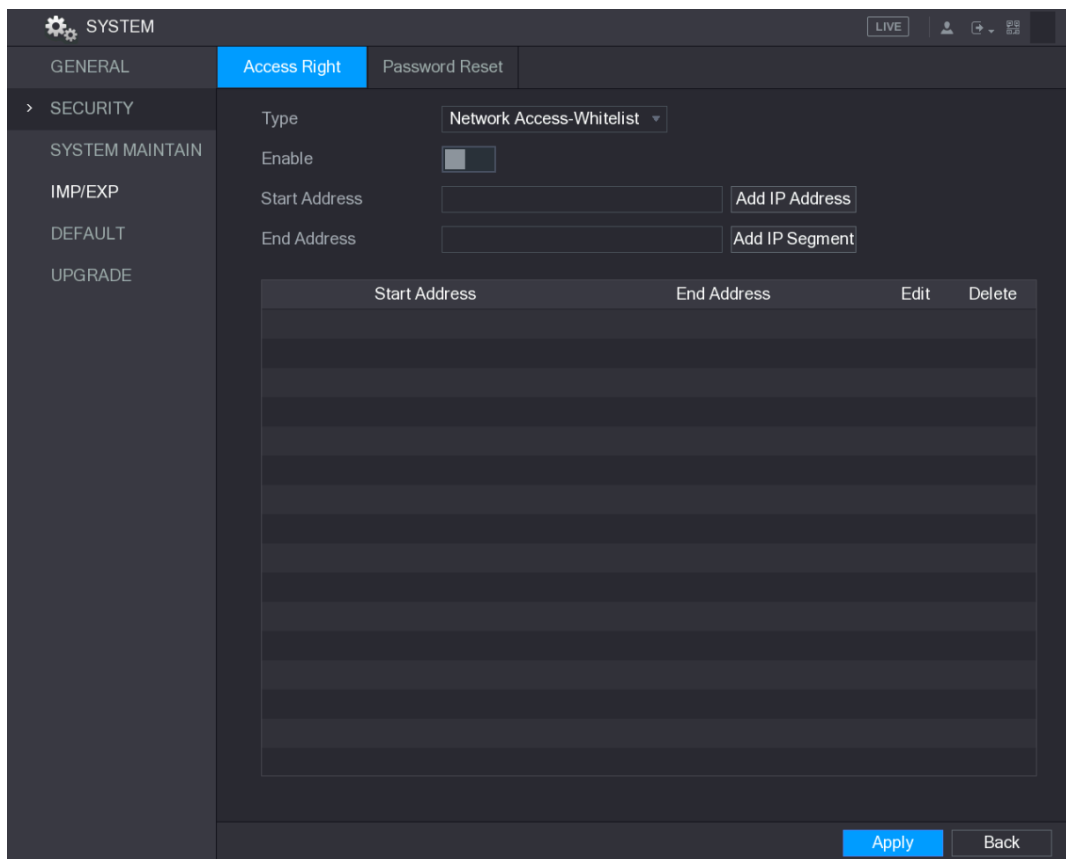 SYSTEM
LIVE
GENERAL
Access Right
Password Reset
SECURITY
Type
Network Access-Whitelist
SYSTEM MAINTAIN
Enable
IMP/EXP
Start Address
Add IP Address
DEFAULT
End Address
Add IP Segment
UPGRADE
Start Address
End Address
Edit
Delete
Apply
Back